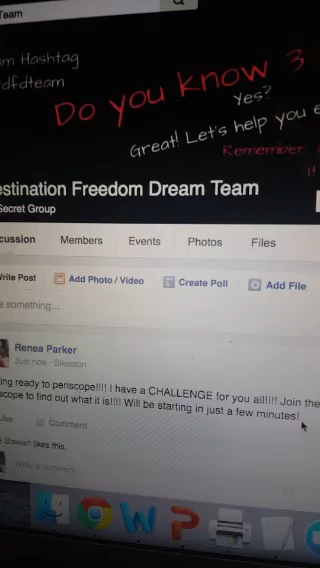 Team
m Hashtag
dfdteam
Do you know 3
Yes?
Great! Let's help you e
Remember
It
estination Freedom Dream Team
Secret Group
cussion Members Events Photos Files
Write Post Add Photo / Video Create Poll Add File
e something...
Renea Parker
Just now · Sikeston
ing ready to periscope!!!! I have a CHALLENGE for you all!!!! Join the
scope to find out what it is!!!! Will be starting in just a few minutes!
Like Comment
Stewart likes this.
Write a comment...